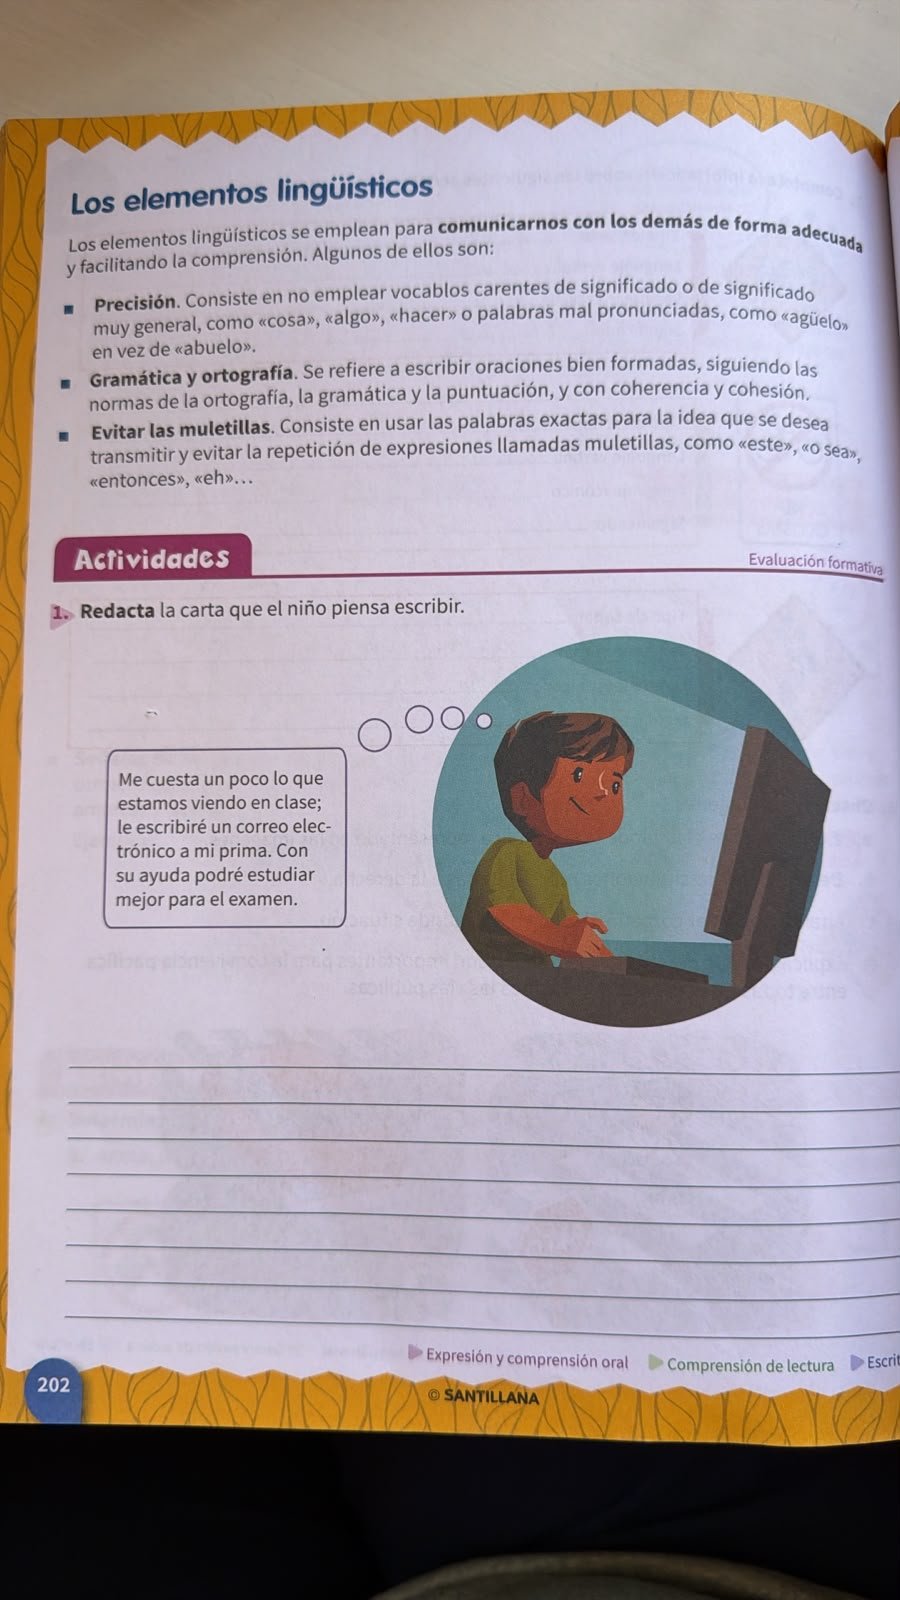 Los elementos lingüísticos
Los elementos lingüísticos se emplean para comunicarnos con los demás de forma adecuada
y facilitando la comprensión. Algunos de ellos son:
Precisión. Consiste en no emplear vocablos carentes de significado o de significado
muy general, como «cosa», «algo», «hacer» o palabras mal pronunciadas, como «agüelo»
en vez de «abuelo».
Gramática y ortografía. Se refiere a escribir oraciones bien formadas, siguiendo las
normas de la ortografía, la gramática y la puntuación, y con coherencia y cohesión.
Evitar las muletillas. Consiste en usar las palabras exactas para la idea que se desea
transmitir y evitar la repetición de expresiones llamadas muletillas, como «este», «o sea»,
«entonces», «eh»...
Actividades
Evaluación formativa
1. Redacta la carta que el niño piensa escribir.
Me cuesta un poco lo que
estamos viendo en clase;
le escribiré un correo elec-
trónico a mi prima. Con
su ayuda podré estudiar
mejor para el examen.
Expresión y comprensión oral Comprensión de lectura Escrit
202
© SANTILLANA